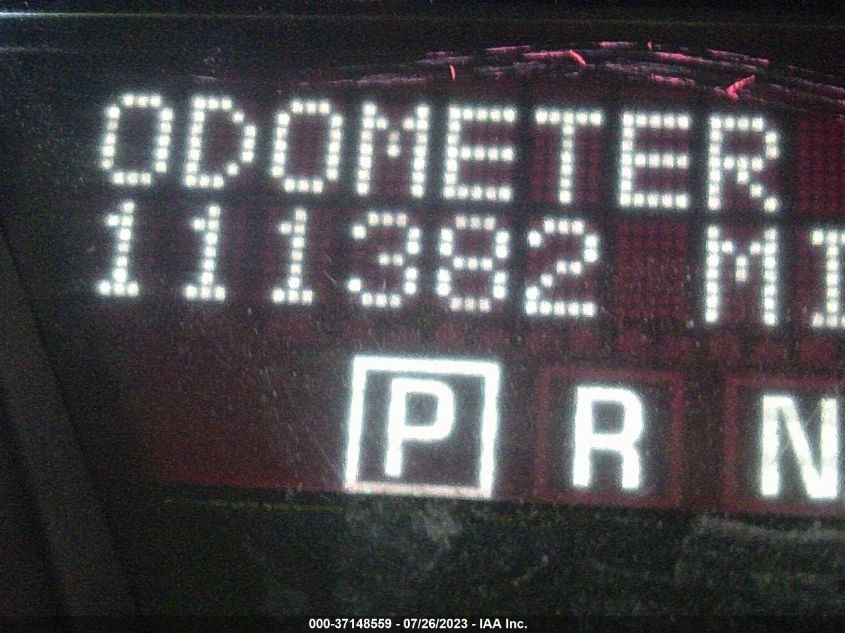 ODOMETER
111382 MI
P R N
000-37148559 - 07/26/2023 - IAA Inc.